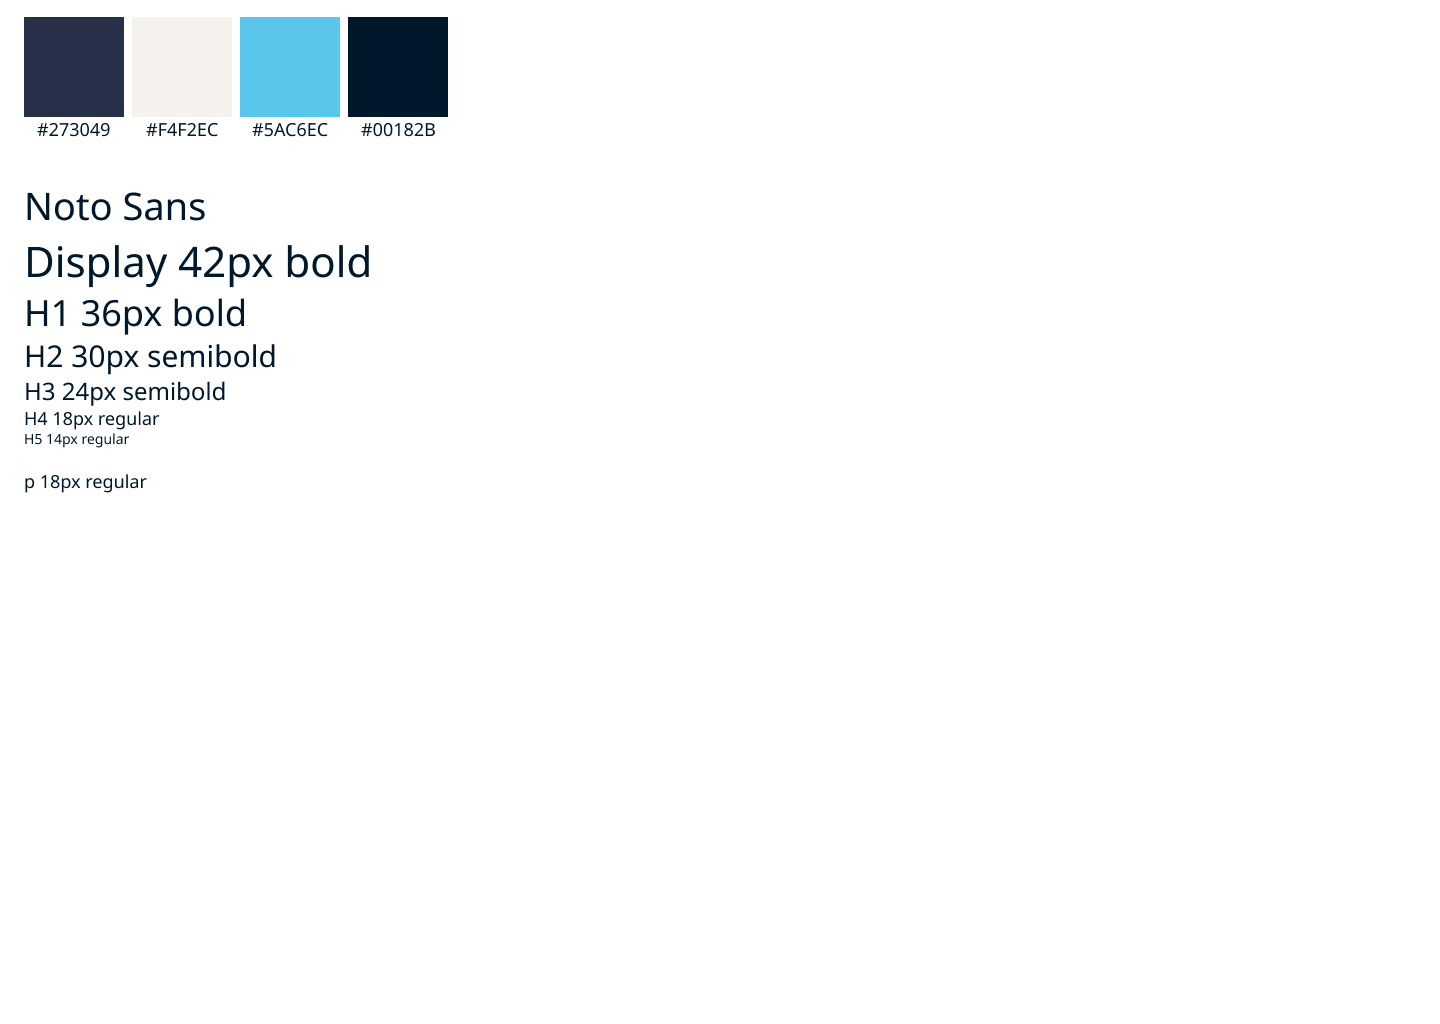 #273049 #F4F2EC #5AC6EC #00182B
Noto Sans
Display 42px bold
H1 36px bold
H2 30px semibold
H3 24px semibold
H4 18px regular
H5 14px regular
p 18px regular